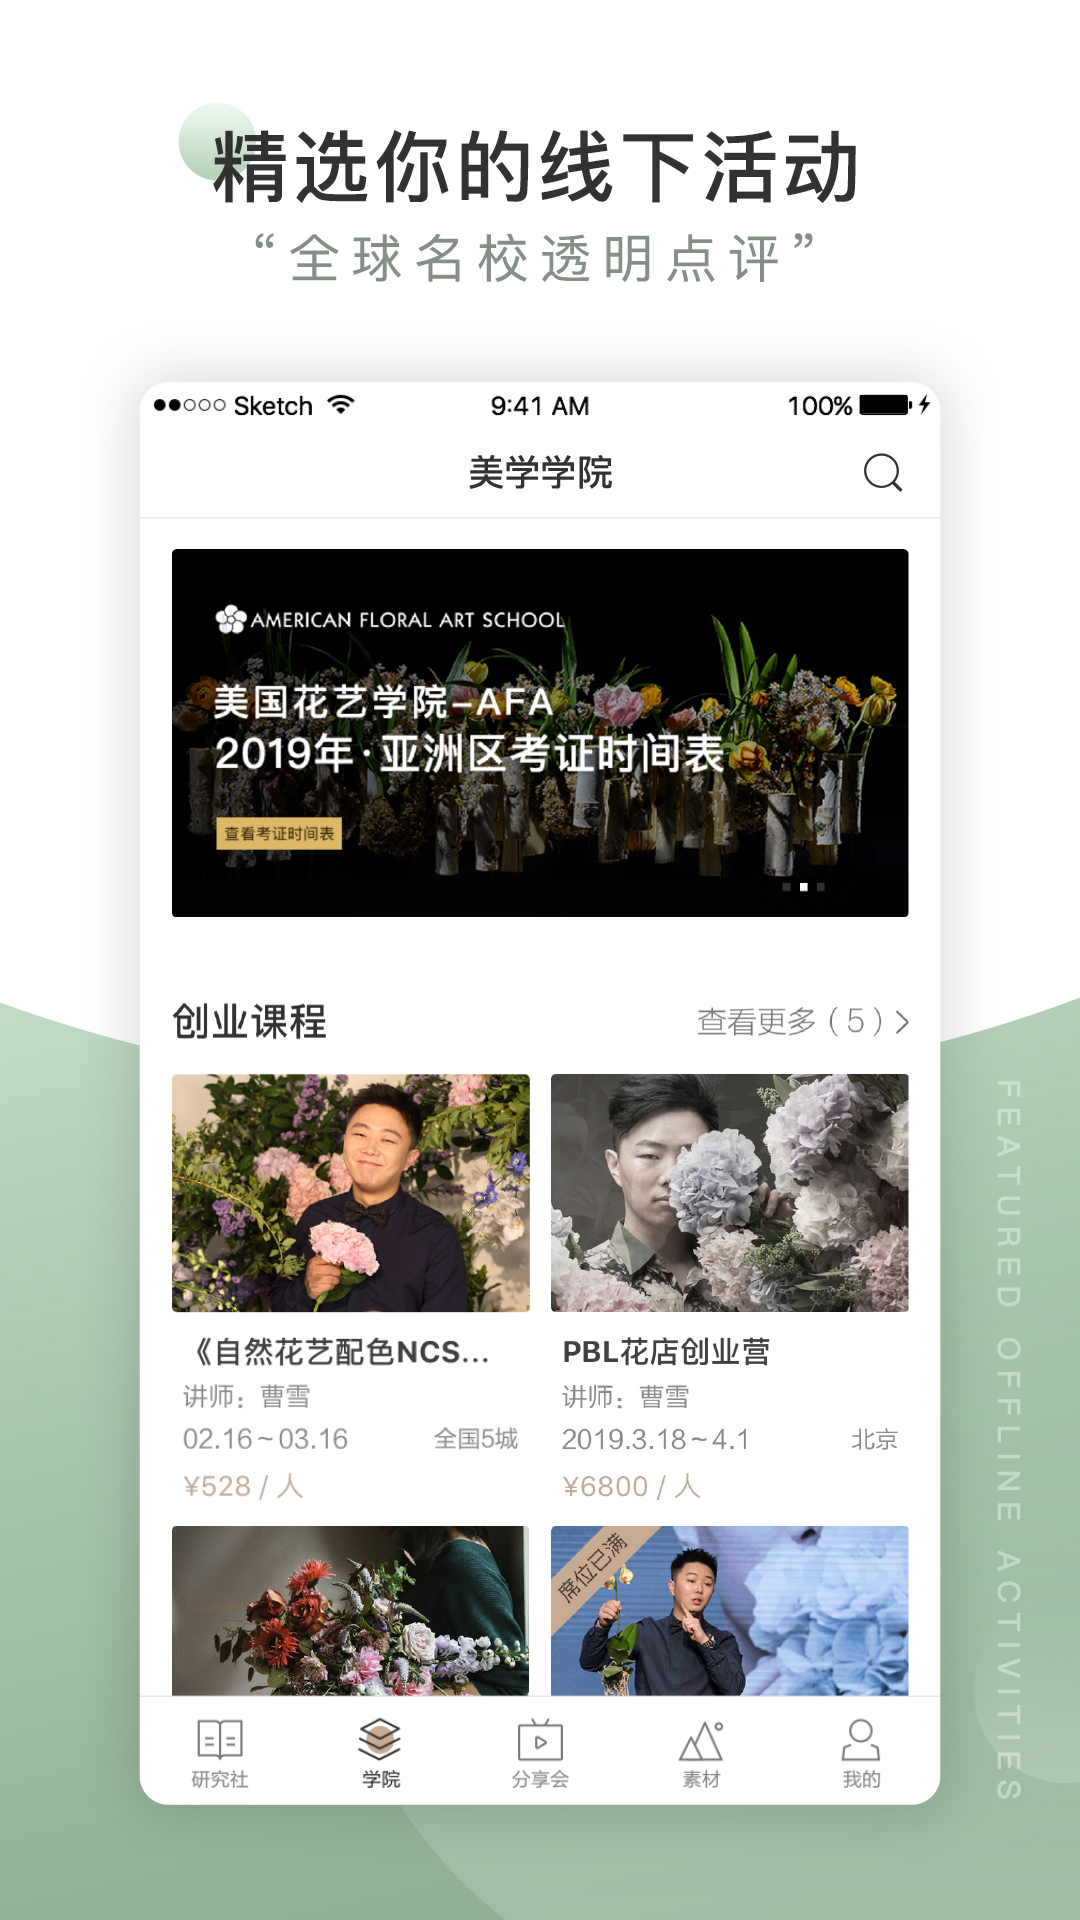 精选你的线下活动
“全球名校透明点评”
Sketch 9:41 AM 100%
美学学院
AMERICAN FLORAL ART SCHOOL
美国花艺学院-AFA
2019年·亚洲区考证时间表
查看考证时间表
创业课程 查看更多(5)
《自然花艺配色NCS...
讲师：曹雪
02.16~03.16 全国5城
¥528 / 人
PBL花店创业营
讲师：曹雪
2019.3.18~4.1 北京
¥6800 / 人
席位已满
研究社 学院 分享会 素材 我的
FEATURED OFFLINE ACTIVITIES